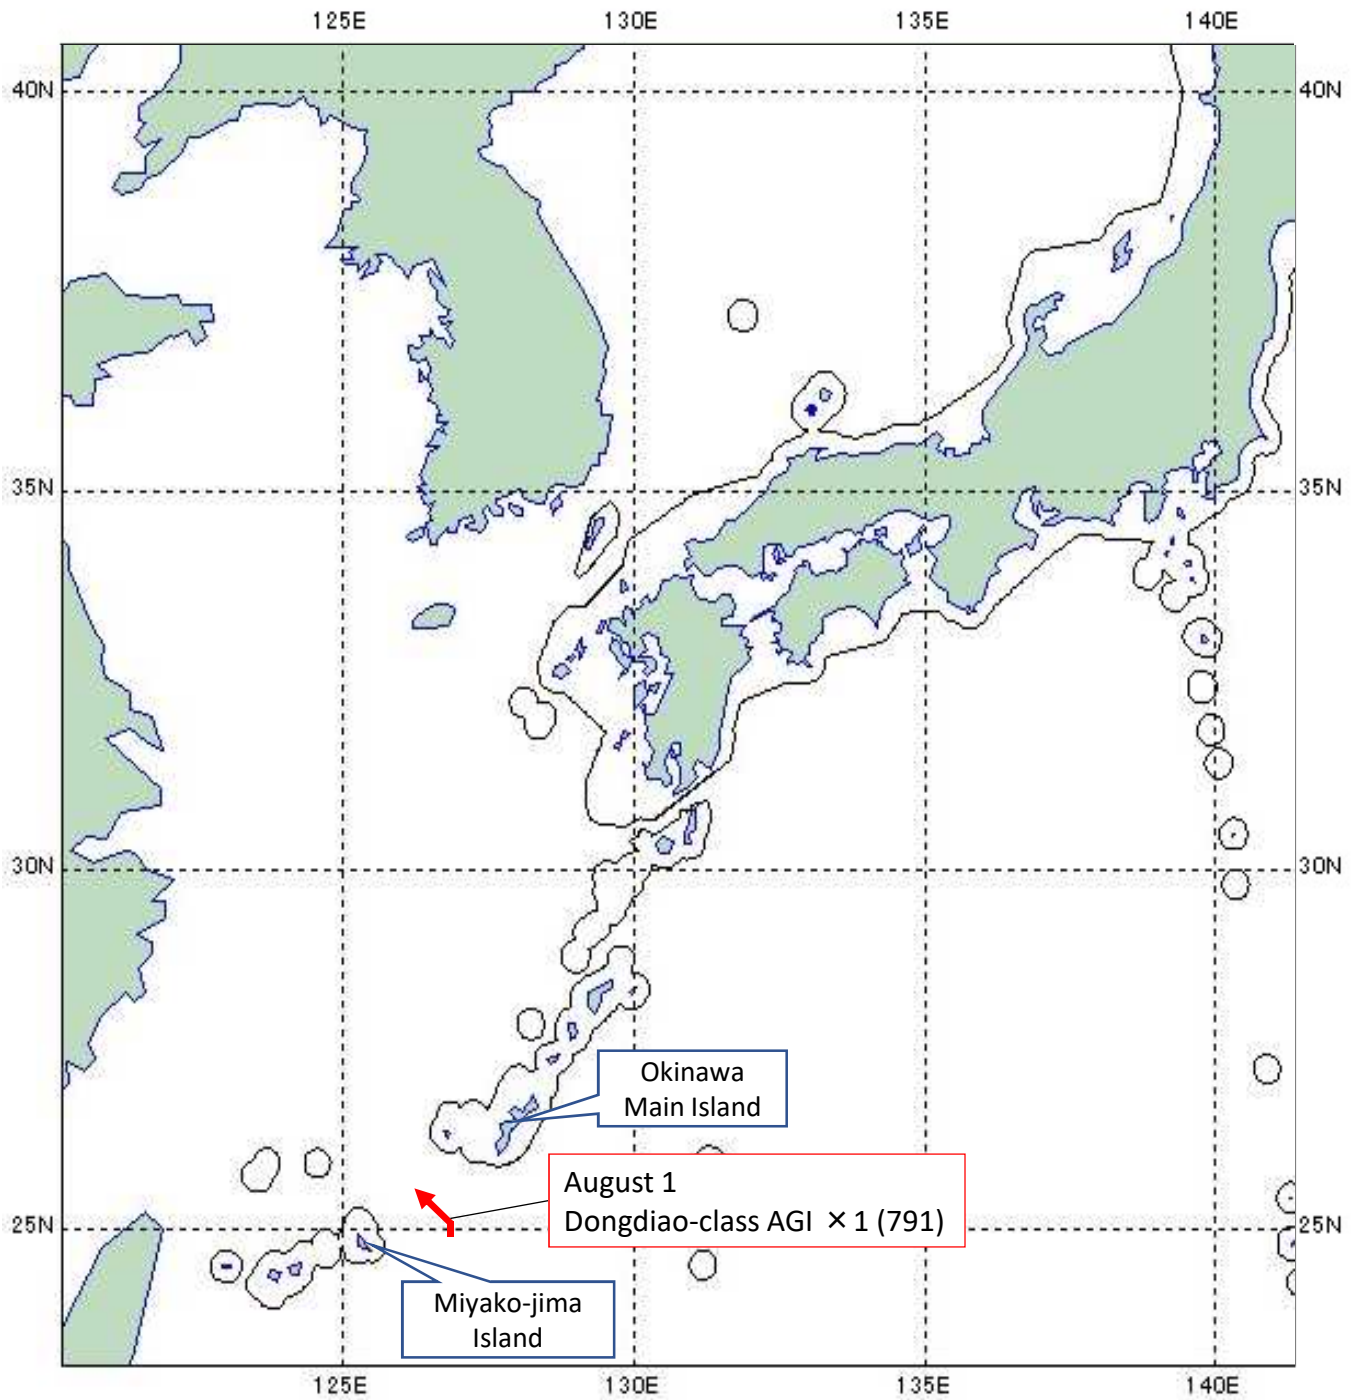 125E 130E 135E 140E
40N 40N
35N 35N
30N 30N
Okinawa
Main Island
August 1
Dongdiao-class AGI ×1 (791)
25N 25N
Miyako-jima
Island
125E 130E 135E 140E